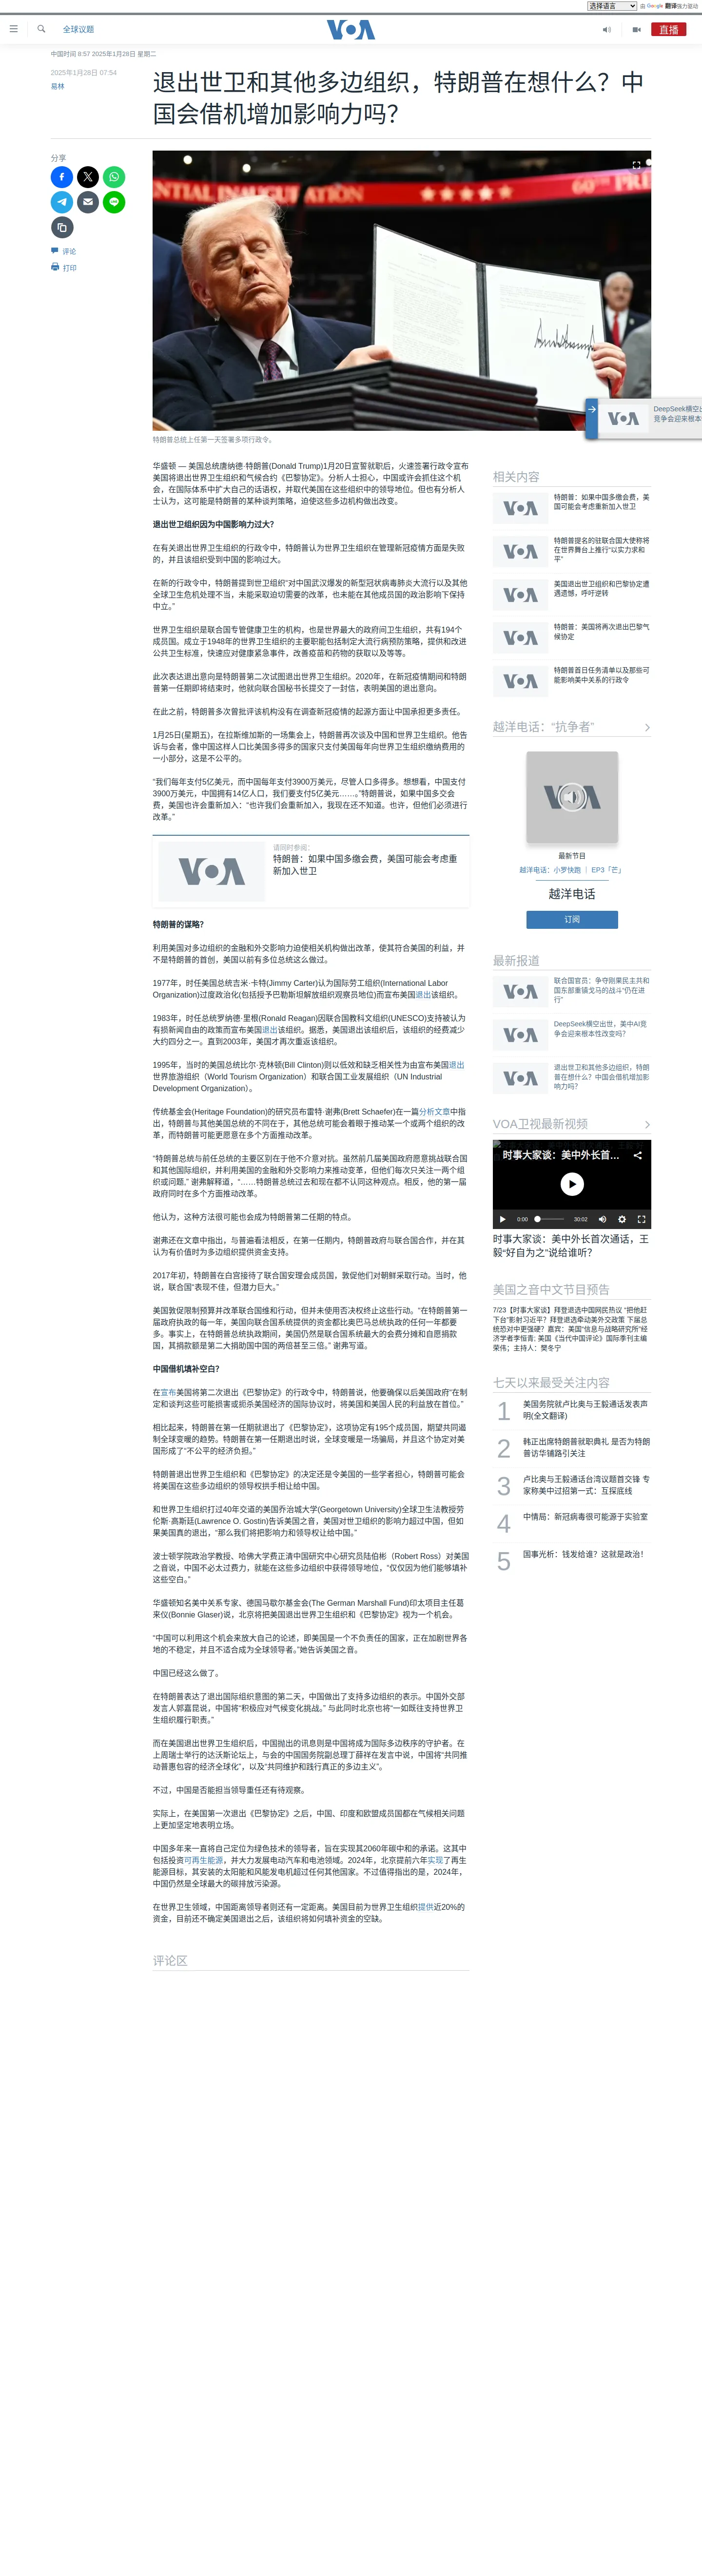 选择语言 由 Google 翻译强力驱动
全球议题
VOA
直播
中国时间 8:57 2025年1月28日 星期二
2025年1月28日 07:54
易林
退出世卫和其他多边组织，特朗普在想什么？中
国会借机增加影响力吗？
分享
评论
打印
ENTIAL INAUGURATION
60TH PRE
特朗普总统上任第一天签署多项行政令。
DeepSeek横空出
竞争会迎来根本
华盛顿 — 美国总统唐纳德·特朗普(Donald Trump)1月20日宣誓就职后，火速签署行政令宣布
美国将退出世界卫生组织和气候合约《巴黎协定》。分析人士担心，中国或许会抓住这个机
会，在国际体系中扩大自己的话语权，并取代美国在这些组织中的领导地位。但也有分析人
士认为，这可能是特朗普的某种谈判策略，迫使这些多边机构做出改变。
退出世卫组织因为中国影响力过大？
在有关退出世界卫生组织的行政令中，特朗普认为世界卫生组织在管理新冠疫情方面是失败
的，并且该组织受到中国的影响过大。
在新的行政令中，特朗普提到世卫组织“对中国武汉爆发的新型冠状病毒肺炎大流行以及其他
全球卫生危机处理不当，未能采取迫切需要的改革，也未能在其他成员国的政治影响下保持
中立。”
世界卫生组织是联合国专管健康卫生的机构，也是世界最大的政府间卫生组织，共有194个
成员国。成立于1948年的世界卫生组织的主要职能包括制定大流行病预防策略，提供和改进
公共卫生标准，快速应对健康紧急事件，改善疫苗和药物的获取以及等等。
此次表达退出意向是特朗普第二次试图退出世界卫生组织。2020年，在新冠疫情期间和特朗
普第一任期即将结束时，他就向联合国秘书长提交了一封信，表明美国的退出意向。
在此之前，特朗普多次曾批评该机构没有在调查新冠疫情的起源方面让中国承担更多责任。
1月25日(星期五)，在拉斯维加斯的一场集会上，特朗普再次谈及中国和世界卫生组织。他告
诉与会者，像中国这样人口比美国多得多的国家只支付美国每年向世界卫生组织缴纳费用的
一小部分，这是不公平的。
“我们每年支付5亿美元，而中国每年支付3900万美元，尽管人口多得多。想想看，中国支付
3900万美元，中国拥有14亿人口，我们要支付5亿美元……。”特朗普说，如果中国多交会
费，美国也许会重新加入：“也许我们会重新加入，我现在还不知道。也许，但他们必须进行
改革。”
请同时参阅：
特朗普：如果中国多缴会费，美国可能会考虑重
新加入世卫
特朗普的谋略？
利用美国对多边组织的金融和外交影响力迫使相关机构做出改革，使其符合美国的利益，并
不是特朗普的首创，美国以前有多位总统这么做过。
1977年，时任美国总统吉米·卡特(Jimmy Carter)认为国际劳工组织(International Labor
Organization)过度政治化(包括授予巴勒斯坦解放组织观察员地位)而宣布美国退出该组织。
1983年，时任总统罗纳德·里根(Ronald Reagan)因联合国教科文组织(UNESCO)支持被认为
有损新闻自由的政策而宣布美国退出该组织。据悉，美国退出该组织后，该组织的经费减少
大约四分之一。直到2003年，美国才再次重返该组织。
1995年，当时的美国总统比尔·克林顿(Bill Clinton)则以低效和缺乏相关性为由宣布美国退出
世界旅游组织（World Tourism Organization）和联合国工业发展组织（UN Industrial
Development Organization）。
传统基金会(Heritage Foundation)的研究员布雷特·谢弗(Brett Schaefer)在一篇分析文章中指
出，特朗普与其他美国总统的不同在于，其他总统可能会着眼于推动某一个或两个组织的改
革，而特朗普可能更愿意在多个方面推动改革。
“特朗普总统与前任总统的主要区别在于他不介意对抗。虽然前几届美国政府愿意挑战联合国
和其他国际组织，并利用美国的金融和外交影响力来推动变革，但他们每次只关注一两个组
织或问题，” 谢弗解释道，“……特朗普总统过去和现在都不认同这种观点。相反，他的第一届
政府同时在多个方面推动改革。
他认为，这种方法很可能也会成为特朗普第二任期的特点。
谢弗还在文章中指出，与普遍看法相反，在第一任期内，特朗普政府与联合国合作，并在其
认为有价值时为多边组织提供资金支持。
2017年初，特朗普在白宫接待了联合国安理会成员国，敦促他们对朝鲜采取行动。当时，他
说，联合国“表现不佳，但潜力巨大。”
美国敦促限制预算并改革联合国维和行动，但并未使用否决权终止这些行动。“在特朗普第一
届政府执政的每一年，美国向联合国系统提供的资金都比奥巴马总统执政的任何一年都要
多。事实上，在特朗普总统执政期间，美国仍然是联合国系统最大的会费分摊和自愿捐款
国，其捐款额是第二大捐助国中国的两倍甚至三倍。” 谢弗写道。
中国借机填补空白？
在宣布美国将第二次退出《巴黎协定》的行政令中，特朗普说，他要确保以后美国政府“在制
定和谈判这些可能损害或扼杀美国经济的国际协议时，将美国和美国人民的利益放在首位。”
相比起来，特朗普在第一任期就退出了《巴黎协定》，这项协定有195个成员国，期望共同遏
制全球变暖的趋势。特朗普在第一任期退出时说，全球变暖是一场骗局，并且这个协定对美
国形成了“不公平的经济负担。”
特朗普退出世界卫生组织和《巴黎协定》的决定还是令美国的一些学者担心，特朗普可能会
将美国在这些多边组织的领导权拱手相让给中国。
和世界卫生组织打过40年交道的美国乔治城大学(Georgetown University)全球卫生法教授劳
伦斯·高斯廷(Lawrence O. Gostin)告诉美国之音，美国对世卫组织的影响力超过中国，但如
果美国真的退出，“那么我们将把影响力和领导权让给中国。”
波士顿学院政治学教授、哈佛大学费正清中国研究中心研究员陆伯彬（Robert Ross）对美国
之音说，中国不必太过费力，就能在这些多边组织中获得领导地位，“仅仅因为他们能够填补
这些空白。”
华盛顿知名美中关系专家、德国马歇尔基金会(The German Marshall Fund)印太项目主任葛
来仪(Bonnie Glaser)说，北京将把美国退出世界卫生组织和《巴黎协定》视为一个机会。
“中国可以利用这个机会来放大自己的论述，即美国是一个不负责任的国家，正在加剧世界各
地的不稳定，并且不适合成为全球领导者。”她告诉美国之音。
中国已经这么做了。
在特朗普表达了退出国际组织意图的第二天，中国做出了支持多边组织的表示。中国外交部
发言人郭嘉昆说，中国将“积极应对气候变化挑战。” 与此同时北京也将“一如既往支持世界卫
生组织履行职责。”
而在美国退出世界卫生组织后，中国抛出的讯息则是中国将成为国际多边秩序的守护者。在
上周瑞士举行的达沃斯论坛上，与会的中国国务院副总理丁薛祥在发言中说，中国将“共同推
动普惠包容的经济全球化”，以及“共同维护和践行真正的多边主义”。
不过，中国是否能担当领导重任还有待观察。
实际上，在美国第一次退出《巴黎协定》之后，中国、印度和欧盟成员国都在气候相关问题
上更加坚定地表明立场。
中国多年来一直将自己定位为绿色技术的领导者，旨在实现其2060年碳中和的承诺。这其中
包括投资可再生能源，并大力发展电动汽车和电池领域。2024年，北京提前六年实现了再生
能源目标，其安装的太阳能和风能发电机超过任何其他国家。不过值得指出的是，2024年，
中国仍然是全球最大的碳排放污染源。
在世界卫生领域，中国距离领导者则还有一定距离。美国目前为世界卫生组织提供近20%的
资金，目前还不确定美国退出之后，该组织将如何填补资金的空缺。
评论区
相关内容
特朗普：如果中国多缴会费，美
国可能会考虑重新加入世卫
特朗普提名的驻联合国大使称将
在世界舞台上推行“以实力求和
平”
美国退出世卫组织和巴黎协定遭
遇遗憾，呼吁逆转
特朗普：美国将再次退出巴黎气
候协定
特朗普首日任务清单以及那些可
能影响美中关系的行政令
越洋电话：“抗争者”
最新节目
越洋电话：小罗快跑 ｜ EP3「芒」
越洋电话
订阅
最新报道
联合国官员：争夺刚果民主共和
国东部重镇戈马的战斗“仍在进
行”
DeepSeek横空出世，美中AI竞
争会迎来根本性改变吗？
退出世卫和其他多边组织，特朗
普在想什么？中国会借机增加影
响力吗？
VOA卫视最新视频
时事大家谈：美中外长首…
0:00
30:02
时事大家谈：美中外长首次通话，王
毅“好自为之”说给谁听？
美国之音中文节目预告
7/23【时事大家谈】拜登退选中国网民热议 “把他赶
下台”影射习近平？拜登退选牵动美外交政策 下届总
统恐对中更强硬？嘉宾：美国“信息与战略研究所”经
济学者李恒青; 美国《当代中国评论》国际季刊主编
荣伟；主持人：樊冬宁
七天以来最受关注内容
1
美国务院就卢比奥与王毅通话发表声
明(全文翻译)
2
韩正出席特朗普就职典礼 是否为特朗
普访华铺路引关注
3
卢比奥与王毅通话台湾议题首交锋 专
家称美中过招第一式：互探底线
4
中情局：新冠病毒很可能源于实验室
5
国事光析：钱发给谁？这就是政治！